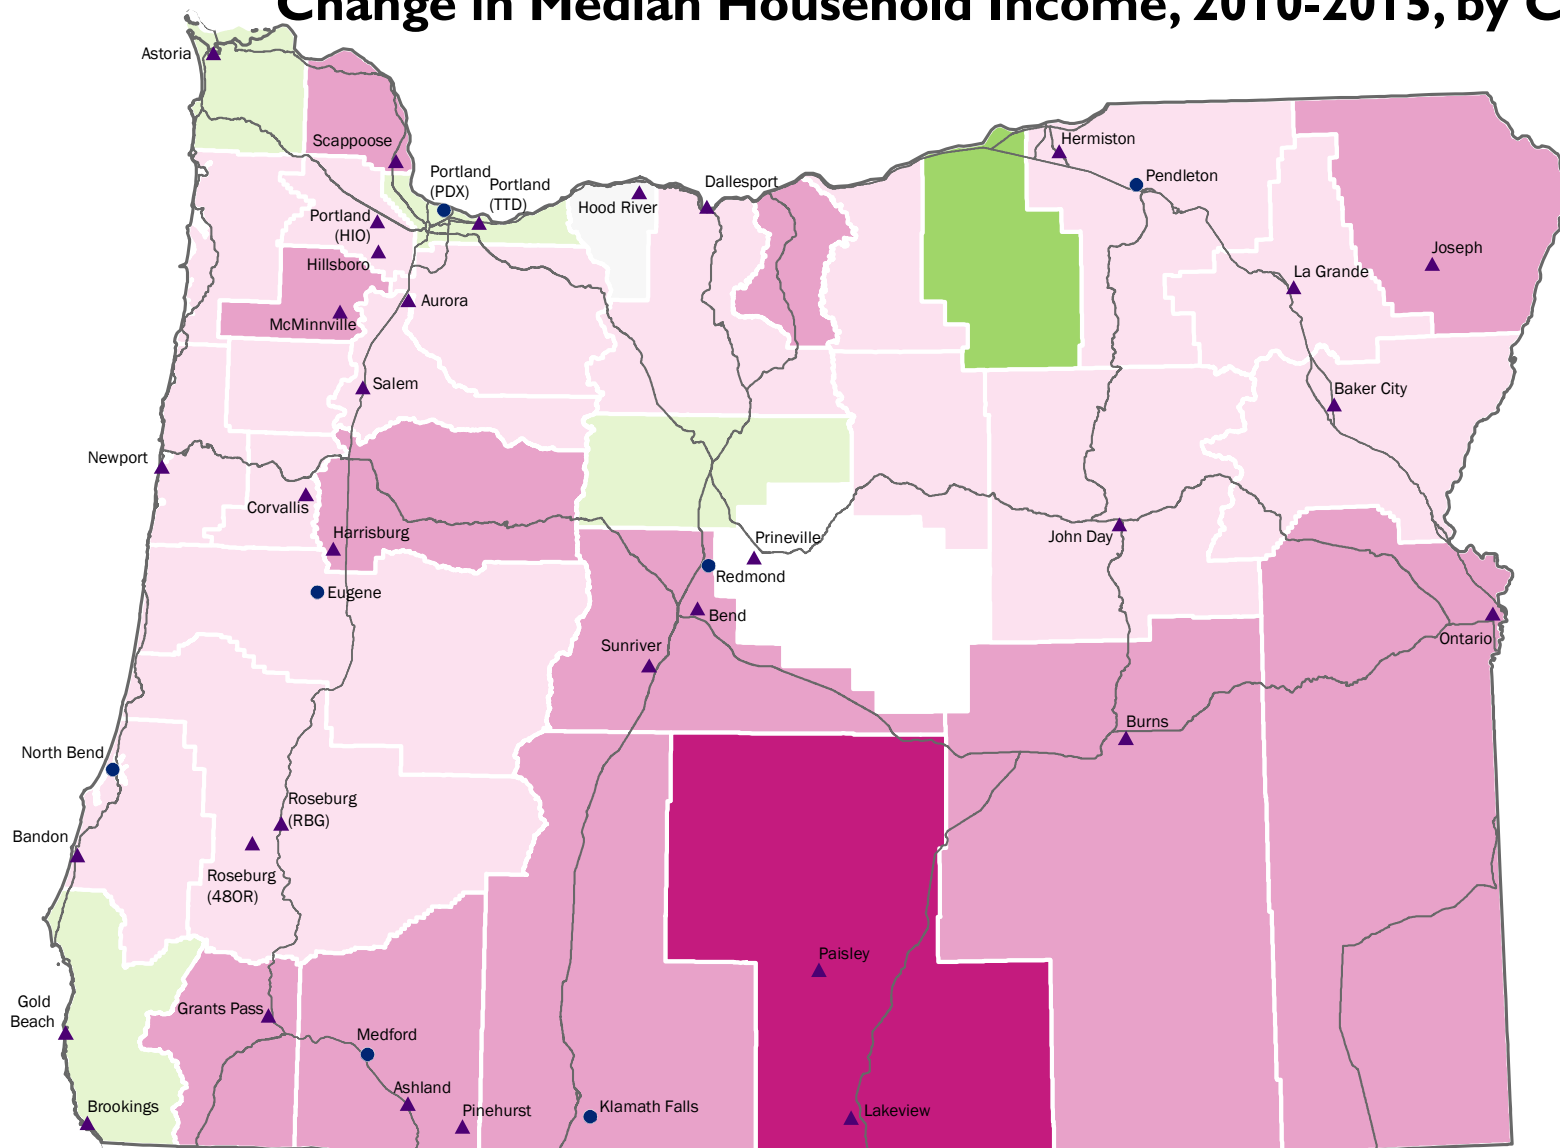 Change in Median Household Income, 2010-2015, by C
Astoria
Scappoose
Portland
(PDX)
Portland
(TTD)
Portland
(HIO)
Hillsboro
Hood River
Dallesport
Hermiston
Pendleton
Joseph
La Grande
Baker City
Aurora
McMinnville
Salem
Newport
Corvallis
Harrisburg
Eugene
Prineville
Redmond
Bend
Sunriver
John Day
Ontario
Burns
North Bend
Bandon
Roseburg
(RBG)
Roseburg
(48OR)
Paisley
Gold
Beach
Grants Pass
Medford
Ashland
Pinehurst
Klamath Falls
Lakeview
Brookings